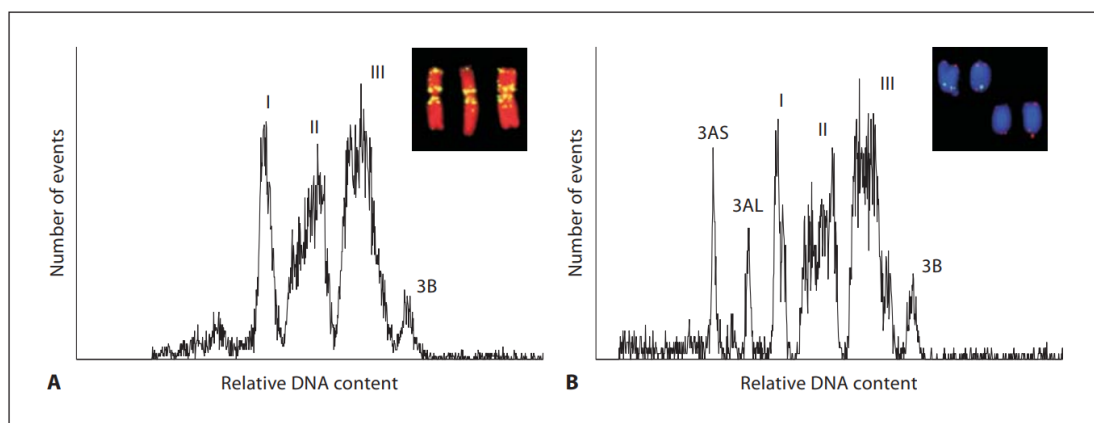 Number of events
I
II
III
3B
A
Relative DNA content
Number of events
3AS
3AL
I
II
III
3B
B
Relative DNA content